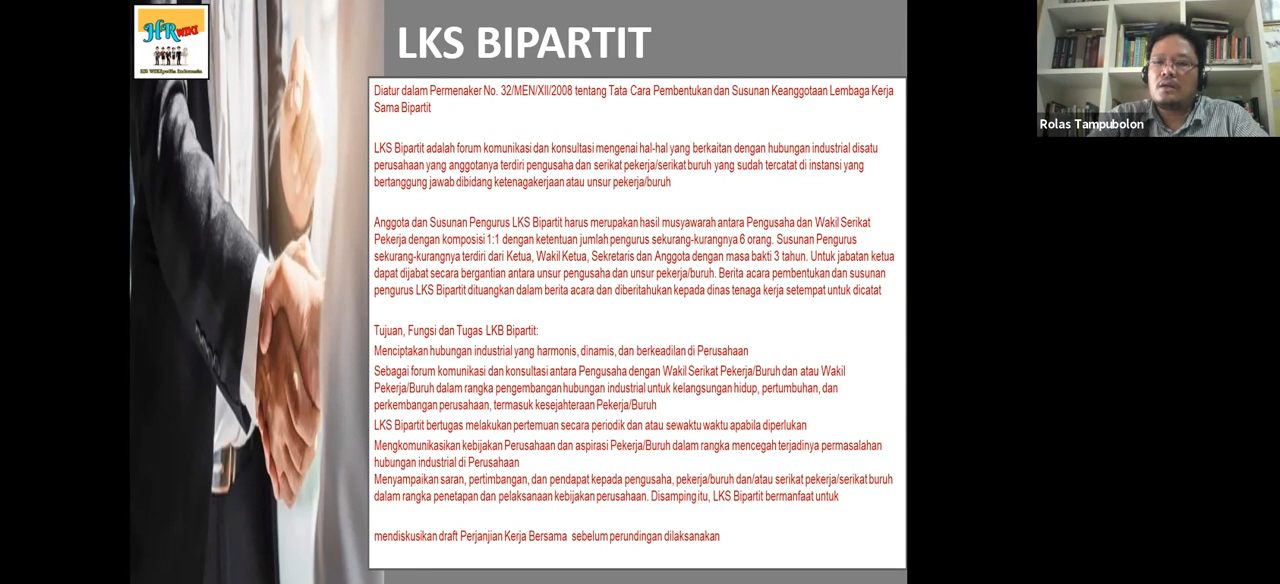 HR WIKI
HR WIKIpedia Indonesia
LKS BIPARTIT
Rolas Tampubolon
Diatur dalam Permenaker No. 32/MEN/XII/2008 tentang Tata Cara Pembentukan dan Susunan Keanggotaan Lembaga Kerja
Sama Bipartit
LKS Bipartit adalah forum komunikasi dan konsultasi mengenai hal-hal yang berkaitan dengan hubungan industrial disatu
perusahaan yang anggotanya terdiri pengusaha dan serikat pekerja/serikat buruh yang sudah tercatat di instansi yang
bertanggung jawab dibidang ketenagakerjaan atau unsur pekerja/buruh
Anggota dan Susunan Pengurus LKS Bipartit harus merupakan hasil musyawarah antara Pengusaha dan Wakil Serikat
Pekerja dengan komposisi 1:1 dengan ketentuan jumlah pengurus sekurang-kurangnya 6 orang. Susunan Pengurus
sekurang-kurangnya terdiri dari Ketua, Wakil Ketua, Sekretaris dan Anggota dengan masa bakti 3 tahun. Untuk jabatan ketua
dapat dijabat secara bergantian antara unsur pengusaha dan unsur pekerja/buruh. Berita acara pembentukan dan susunan
pengurus LKS Bipartit dituangkan dalam berita acara dan diberitahukan kepada dinas tenaga kerja setempat untuk dicatat
Tujuan, Fungsi dan Tugas LKB Bipartit:
Menciptakan hubungan industrial yang harmonis, dinamis, dan berkeadilan di Perusahaan
Sebagai forum komunikasi dan konsultasi antara Pengusaha dengan Wakil Serikat Pekerja/Buruh dan atau Wakil
Pekerja/Buruh dalam rangka pengembangan hubungan industrial untuk kelangsungan hidup, pertumbuhan, dan
perkembangan perusahaan, termasuk kesejahteraan Pekerja/Buruh
LKS Bipartit bertugas melakukan pertemuan secara periodik dan atau sewaktu waktu apabila diperlukan
Mengkomunikasikan kebijakan Perusahaan dan aspirasi Pekerja/Buruh dalam rangka mencegah terjadinya permasalahan
hubungan industrial di Perusahaan
Menyampaikan saran, pertimbangan, dan pendapat kepada pengusaha, pekerja/buruh dan/atau serikat pekerja/serikat buruh
dalam rangka penetapan dan pelaksanaan kebijakan perusahaan. Disamping itu, LKS Bipartit bermanfaat untuk
mendiskusikan draft Perjanjian Kerja Bersama sebelum perundingan dilaksanakan